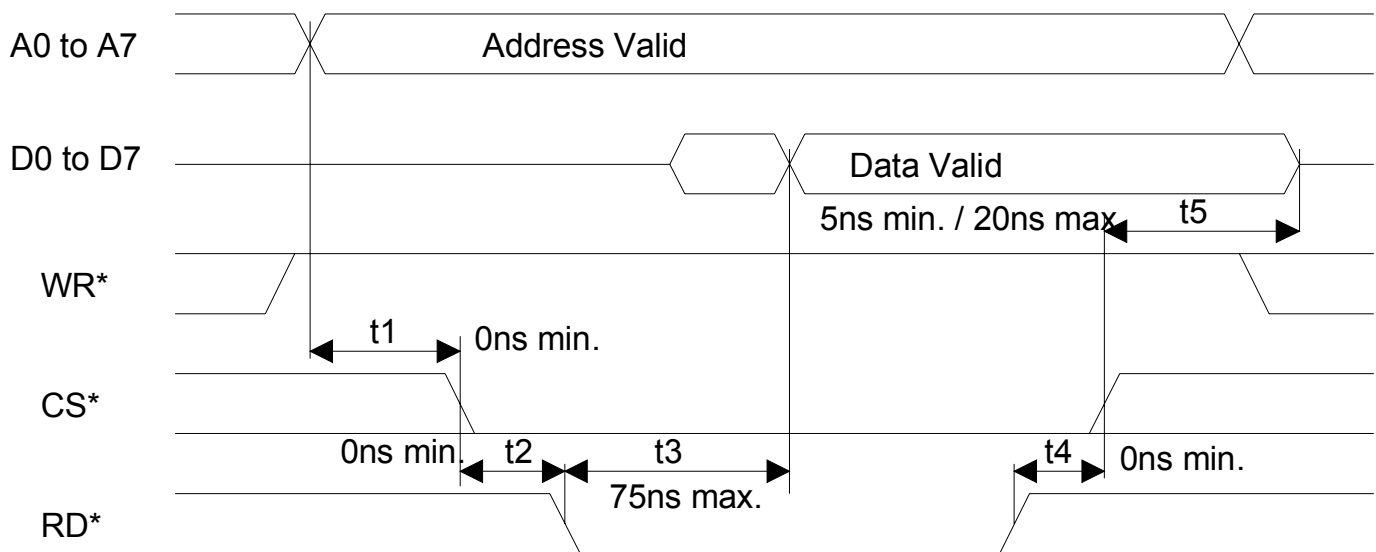 A0 to A7
Address Valid
D0 to D7
Data Valid
5ns min. / 20ns max
t5
WR*
t1
0ns min.
CS*
0ns min.
t2
t3
t4
0ns min.
75ns max.
RD*